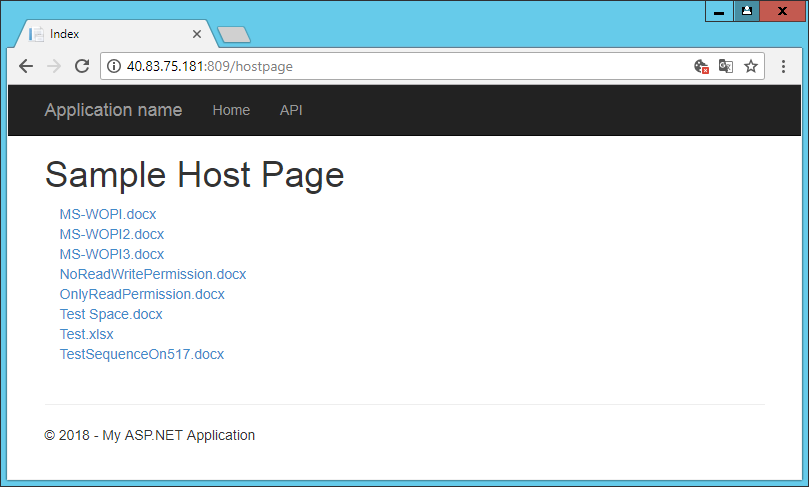 Index
40.83.75.181:809/hostpage
Application name Home API
Sample Host Page
MS-WOPI.docx
MS-WOPI2.docx
MS-WOPI3.docx
NoReadWritePermission.docx
OnlyReadPermission.docx
Test Space.docx
Test.xlsx
TestSequenceOn517.docx
© 2018 - My ASP.NET Application